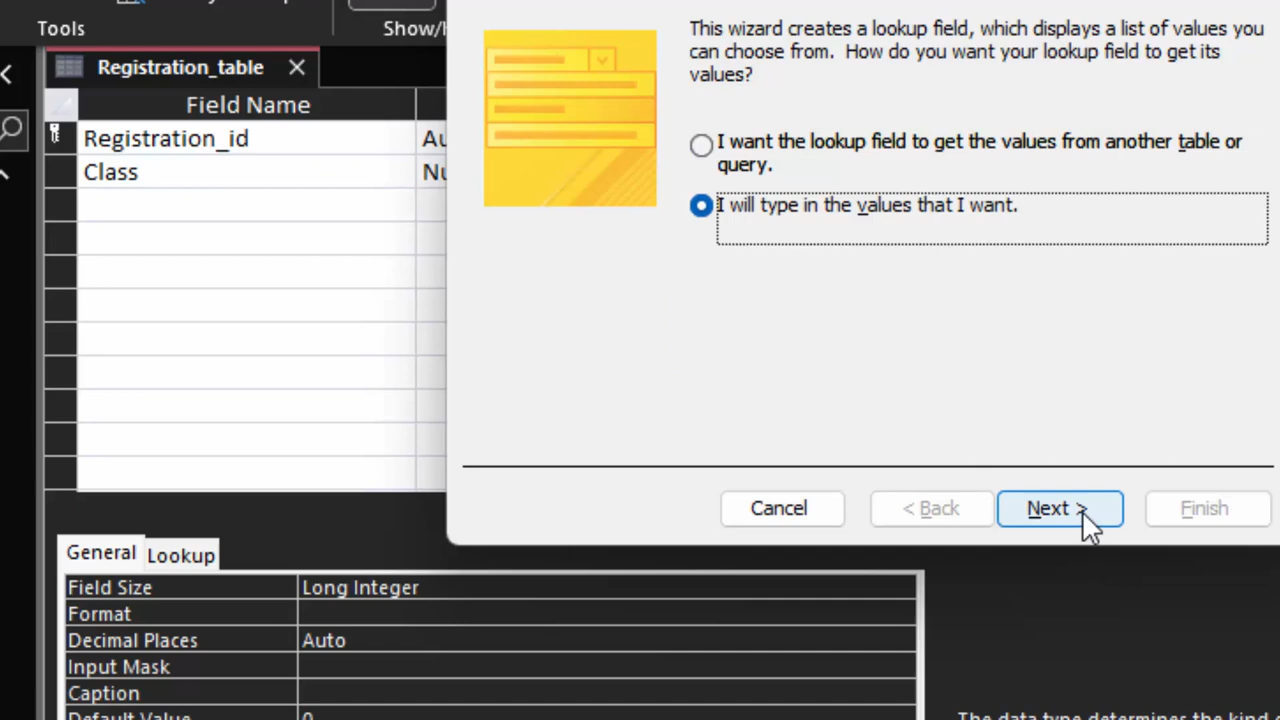 Tools
Show/
Registration_table
Field Name
Registration_id
Au
Class
Nu
This wizard creates a lookup field, which displays a list of values you
can choose from. How do you want your lookup field to get its
values?
I want the lookup field to get the values from another table or
query.
I will type in the values that I want.
Cancel
< Back
Next >
Finish
General
Lookup
Field Size
Long Integer
Format
Decimal Places
Auto
Input Mask
Caption
Default Value
0
The data type determines the kind